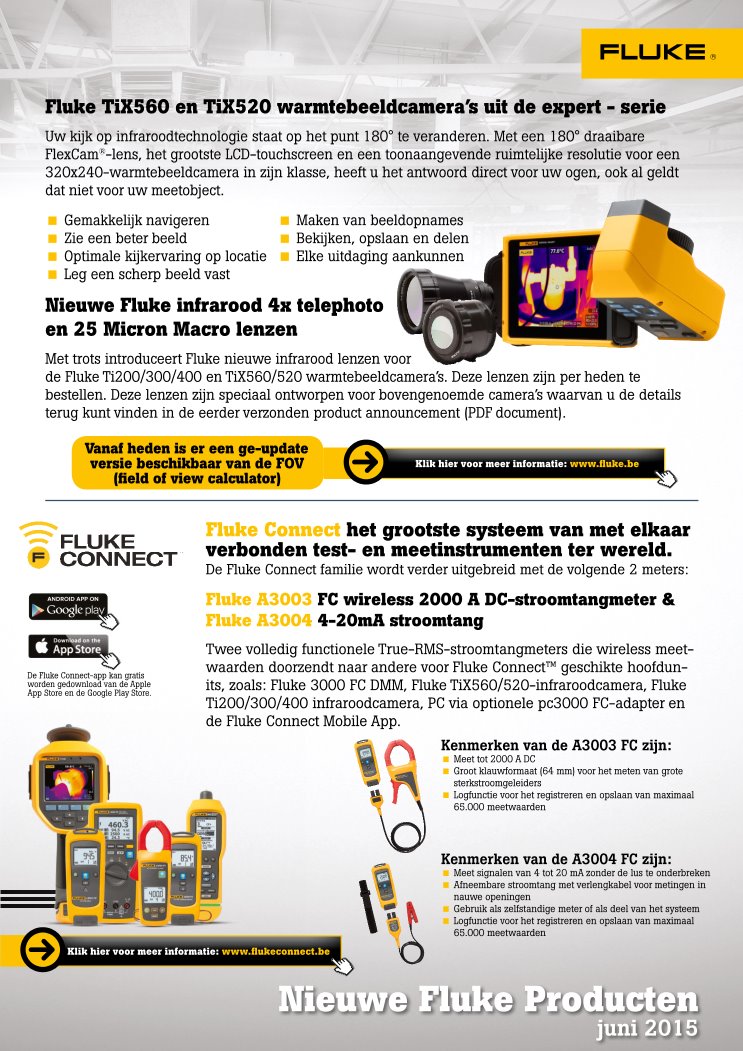 FLUKE ®
Fluke TiX560 en TiX520 warmtebeeldcamera's uit de expert - serie
Uw kijk op infraroodtechnologie staat op het punt 180° te veranderen. Met een 180° draaibare
FlexCam®-lens, het grootste LCD-touchscreen en een toonaangevende ruimtelijke resolutie voor een
320x240-warmtebeeldcamera in zijn klasse, heeft u het antwoord direct voor uw ogen, ook al geldt
dat niet voor uw meetobject.
Gemakkelijk navigeren
Zie een beter beeld
Optimale kijkervaring op locatie
Leg een scherp beeld vast
Maken van beeldopnames
Bekijken, opslaan en delen
Elke uitdaging aankunnen
Nieuwe Fluke infrarood 4x telephoto
en 25 Micron Macro lenzen
Met trots introduceert Fluke nieuwe infrarood lenzen voor
de Fluke Ti200/300/400 en TiX560/520 warmtebeeldcamera's. Deze lenzen zijn per heden te
bestellen. Deze lenzen zijn speciaal ontworpen voor bovengenoemde camera's waarvan u de details
terug kunt vinden in de eerder verzonden product announcement (PDF document).
Vanaf heden is er een ge-update
versie beschikbaar van de FOV
(field of view calculator)
Klik hier voor meer informatie: www.fluke.be
F
FLUKE
CONNECT
Fluke Connect het grootste systeem van met elkaar
verbonden test- en meetinstrumenten ter wereld.
De Fluke Connect familie wordt verder uitgebreid met de volgende 2 meters:
ANDROID APP ON
Google play
Download on the
App Store
De Fluke Connect-app kan gratis
worden gedownload van de Apple
App Store en de Google Play Store.
Fluke A3003 FC wireless 2000 A DC-stroomtangmeter &
Fluke A3004 4-20mA stroomtang
Twee volledig functionele True-RMS-stroomtangmeters die wireless meet-
waarden doorzendt naar andere voor Fluke Connect™ geschikte hoofdun-
its, zoals: Fluke 3000 FC DMM, Fluke TiX560/520-infraroodcamera, Fluke
Ti200/300/400 infraroodcamera, PC via optionele pc3000 FC-adapter en
de Fluke Connect Mobile App.
Kenmerken van de A3003 FC zijn:
Meet tot 2000 A DC
Groot klauwformaat (64 mm) voor het meten van grote
sterkstroomgeleiders
Logfunctie voor het registreren en opslaan van maximaal
65.000 meetwaarden
Kenmerken van de A3004 FC zijn:
Meet signalen van 4 tot 20 mA zonder de lus te onderbreken
Afneembare stroomtang met verlengkabel voor metingen in
nauwe openingen
Gebruik als zelfstandige meter of als deel van het systeem
Logfunctie voor het registreren en opslaan van maximaal
65.000 meetwaarden
Klik hier voor meer informatie: www.flukeconnect.be
Nieuwe Fluke Producten
juni 2015